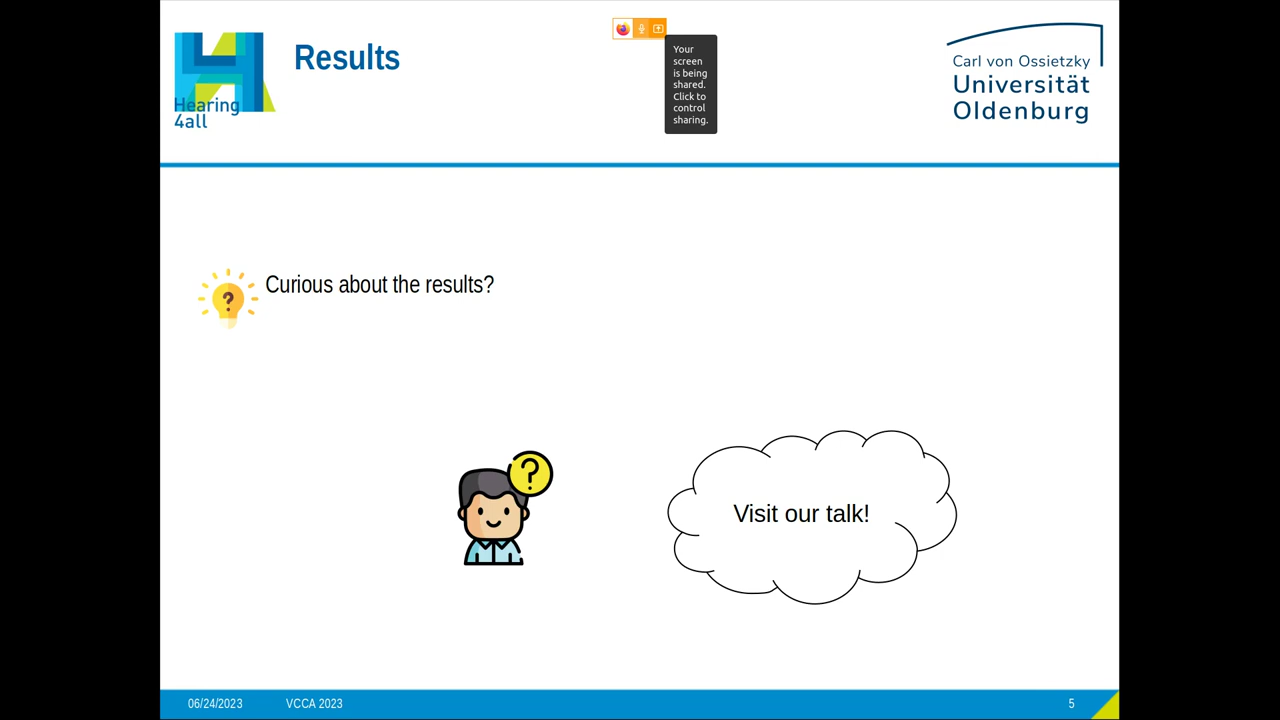 Results
Hearing
4all
Your
screen
is being
shared.
Click to
control
sharing.
Carl von Ossietzky
Universität
Oldenburg
?
Curious about the results?
?
Visit our talk!
06/24/2023
VCCA 2023
5